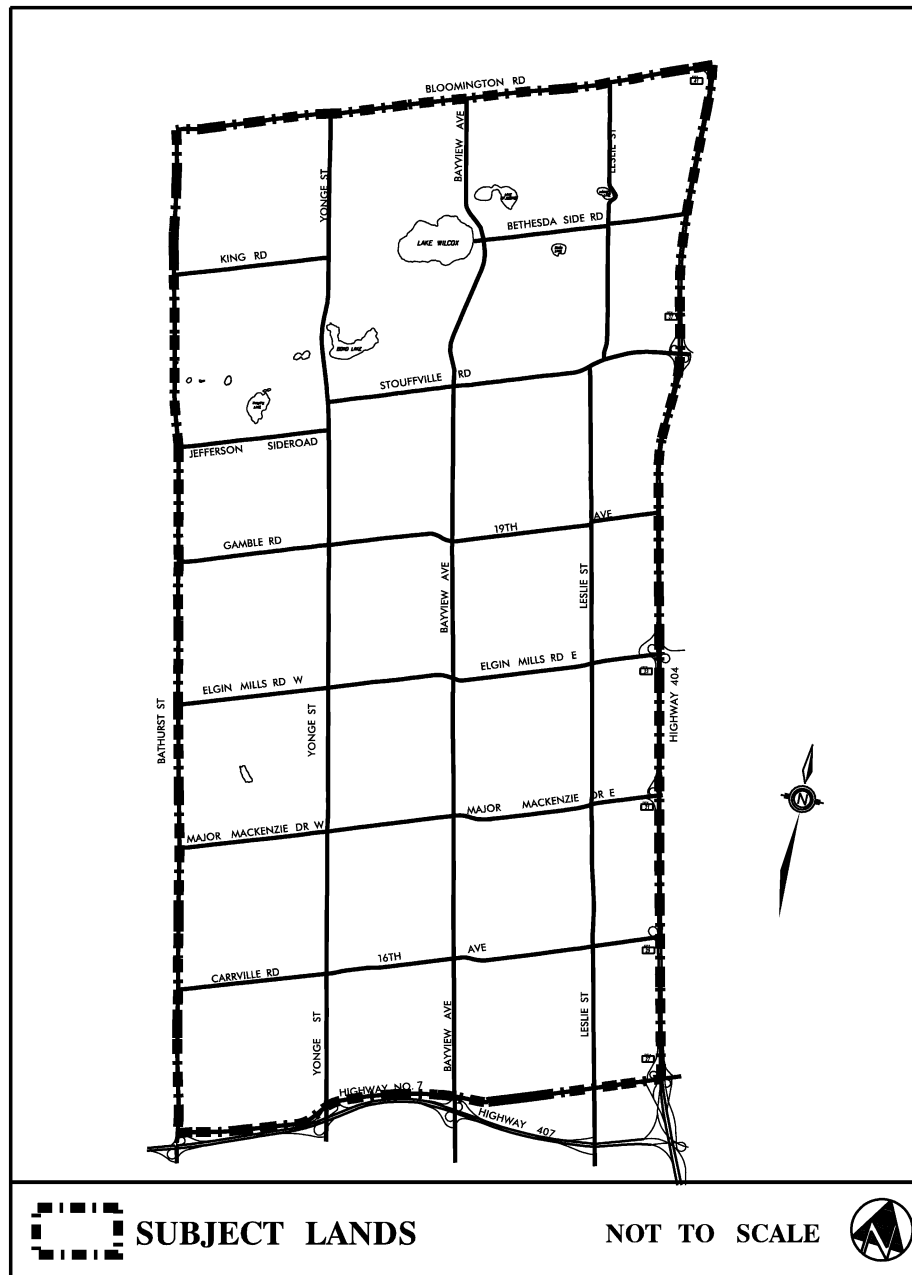 BLOOMINGTON RD
BAYVIEW AVE
LESLIE ST
YONGE ST
BETHESDA SIDE RD
LAKE WILCOX
KING RD
BOND LAKE
STOUFFVILLE RD
JEFFERSON SIDEROAD
19TH AVE
GAMBLE RD
BAYVIEW AVE
LESLIE ST
ELGIN MILLS RD E
ELGIN MILLS RD W
BATHURST ST
YONGE ST
HIGHWAY 404
N
MAJOR MACKENZIE DR E
MAJOR MACKENZIE DR W
16TH AVE
CARRVILLE RD
YONGE ST
BAYVIEW AVE
LESLIE ST
HIGHWAY NO. 7
HIGHWAY 407
SUBJECT LANDS
NOT TO SCALE